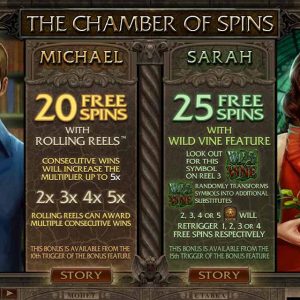 THE CHAMBER OF SPINS
MICHAEL
20 FREE SPINS
WITH
ROLLING REELS™
CONSECUTIVE WINS
WILL INCREASE THE
MULTIPLIER UP TO 5X
2x 3x 4x 5x
ROLLING REELS CAN AWARD
MULTIPLE CONSECUTIVE WINS
THIS BONUS IS AVAILABLE FROM THE
10th TRIGGER OF THE BONUS FEATURE
STORY
SARAH
25 FREE SPINS
WITH
WILD VINE FEATURE
LOOK OUT
FOR THIS
SYMBOL
ON REEL 3
WILD VINE
WILD VINE
RANDOMLY TRANSFORMS
SYMBOLS INTO ADDITIONAL
SUBSTITUTES
2, 3, 4 OR 5 WILL
RETRIGGER 1, 2, 3 OR 4
FREE SPINS RESPECTIVELY
THIS BONUS IS AVAILABLE FROM THE
15th TRIGGER OF THE BONUS FEATURE
STORY